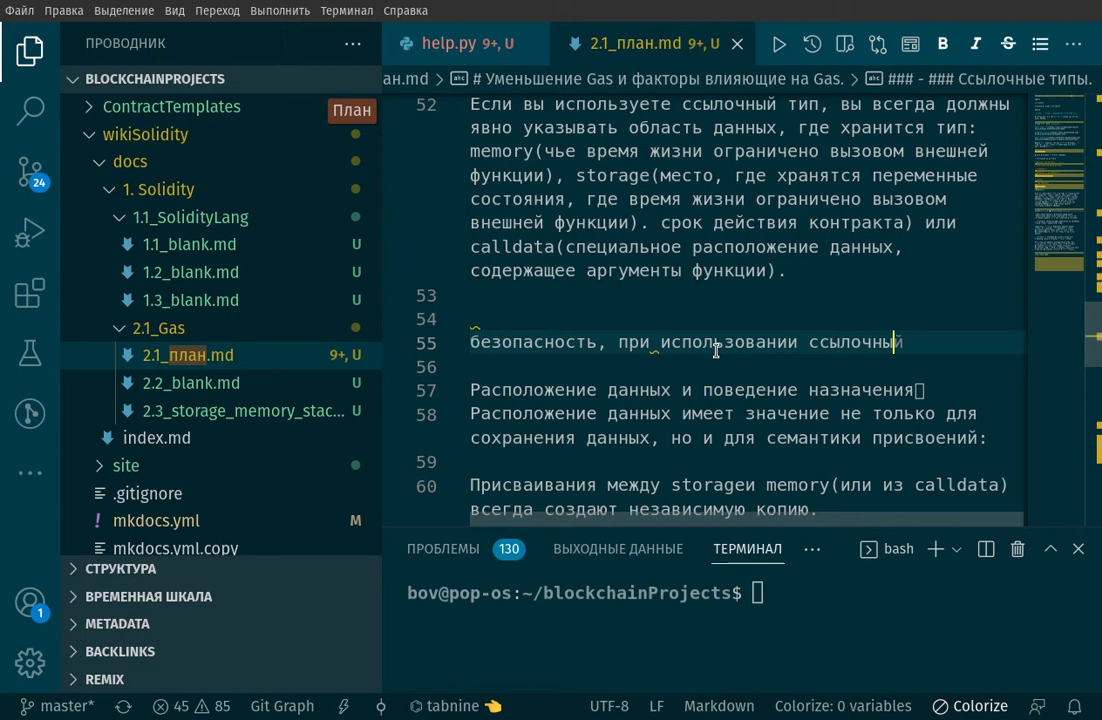 Файл Правка Выделение Вид Переход Выполнить Терминал Справка
ПРОВОДНИК
help.py 9+, U
2.1_план.md 9+, U
B I S
BLOCKCHAINPROJECTS
ан.md > # Уменьшение Gas и факторы влияющие на Gas. > ### - ### Ссылочные типы.
ContractTemplates
План
wikiSolidity
docs
1. Solidity
1.1_SolidityLang
1.1_blank.md U
1.2_blank.md U
1.3_blank.md U
2.1_Gas
2.1_план.md 9+, U
2.2_blank.md U
2.3_storage_memory_stac... U
index.md
site
.gitignore
mkdocs.yml M
mkdocs.yml.copy
СТРУКТУРА
ВРЕМЕННАЯ ШКАЛА
METADATA
BACKLINKS
REMIX
24
1
52 Если вы используете ссылочный тип, вы всегда должны
явно указывать область данных, где хранится тип:
memory(чье время жизни ограничено вызовом внешней
функции), storage(место, где хранятся переменные
состояния, где время жизни ограничено вызовом
внешней функции). срок действия контракта) или
calldata(специальное расположение данных,
содержащее аргументы функции).
53
54
55 безопасность, при использовании ссылочный
56
57 Расположение данных и поведение назначения
58 Расположение данных имеет значение не только для
сохранения данных, но и для семантики присвоений:
59
60 Присваивания между storageи memory(или из calldata)
всегда создают независимую копию.
ПРОБЛЕМЫ 130 ВЫХОДНЫЕ ДАННЫЕ ТЕРМИНАЛ ... bash
bov@pop-os:~/blockchainProjects$
master* 45 85 Git Graph tabnine UTF-8 LF Markdown Colorize: 0 variables Colorize